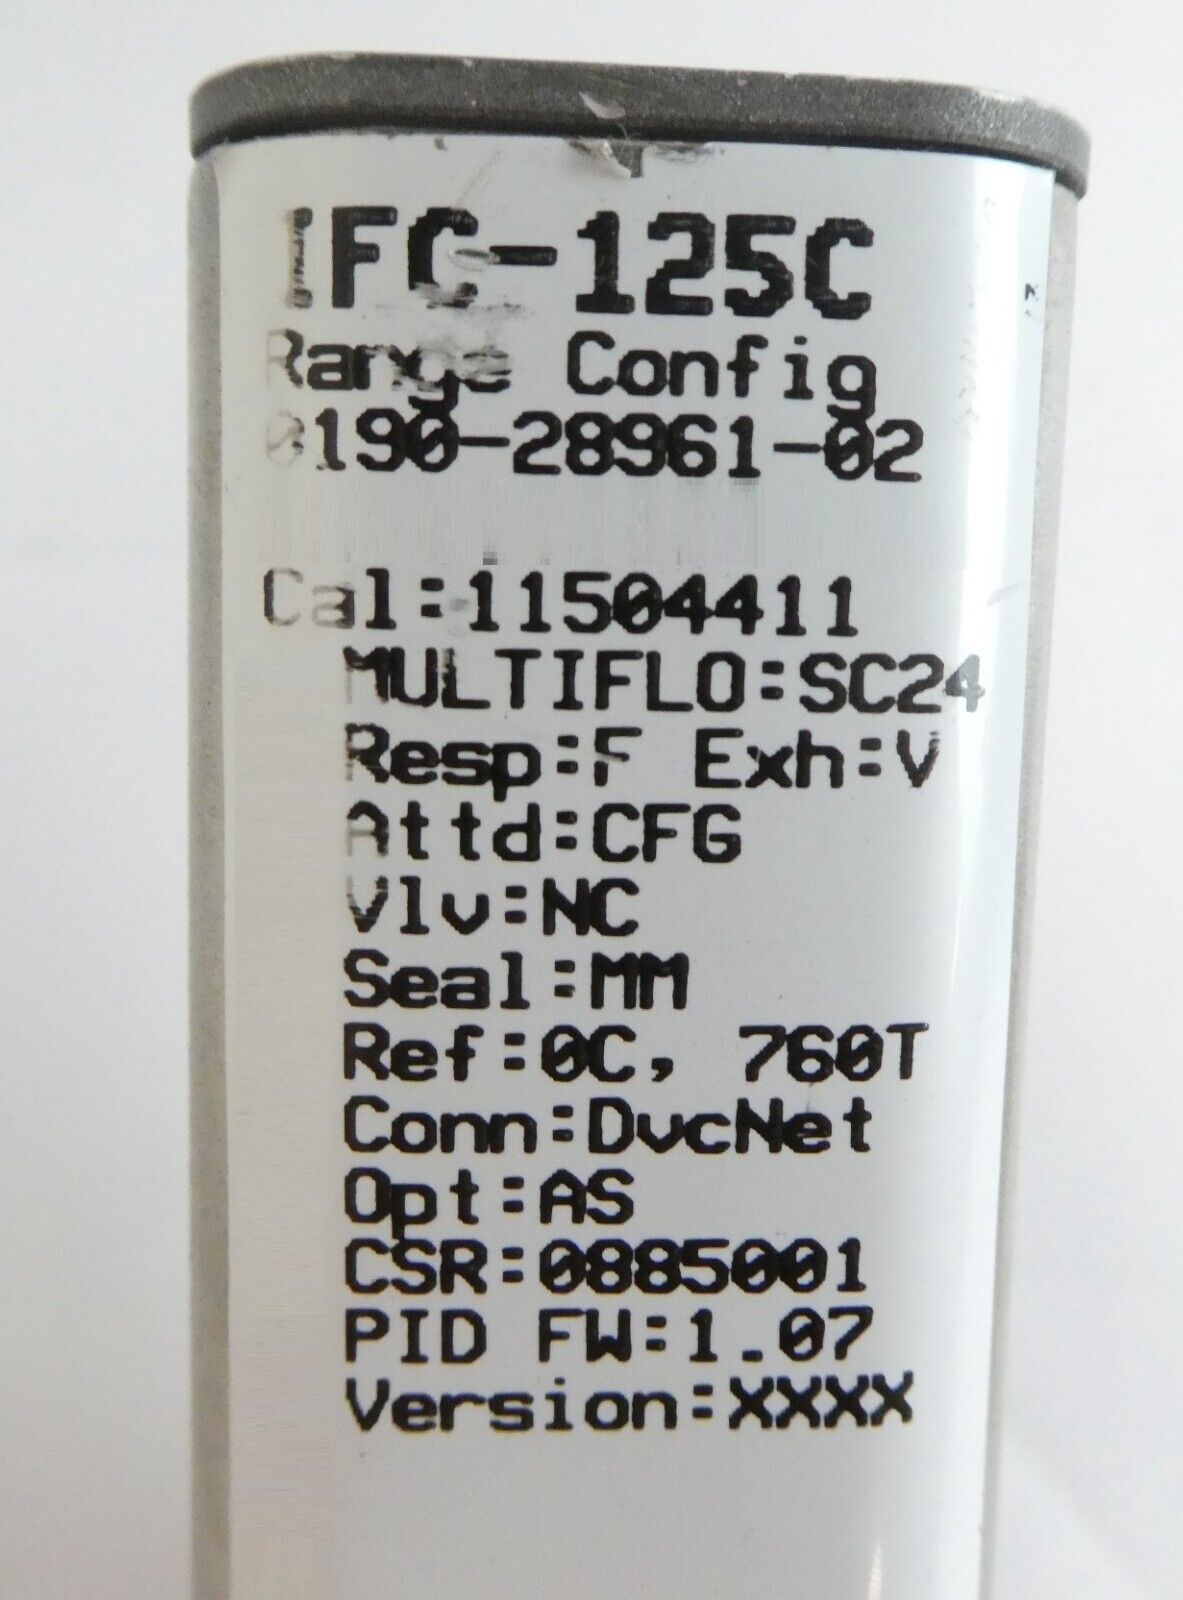 IFC-125C
Range Config
0190-28961-02
Cal:11504411
MULTIFLO:SC24
Resp:F Exh:V
Attd:CFG
Vlv:NC
Seal:MM
Ref:0C, 760T
Conn:DvcNet
Opt:AS
CSR:0885001
PID FW:1.07
Version:XXXX